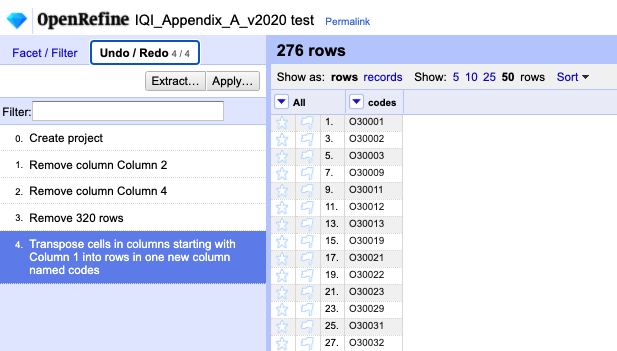 OpenRefine IQI_Appendix_A_v2020 test Permalink
Facet / Filter Undo / Redo 4 / 4
Extract... Apply...
Filter:
0. Create project
1. Remove column Column 2
2. Remove column Column 4
3. Remove 320 rows
4. Transpose cells in columns starting with
Column 1 into rows in one new column
named codes
276 rows
Show as: rows records Show: 5 10 25 50 rows Sort
All codes
1. O30001
3. O30002
5. O30003
7. O30009
9. O30011
11. O30012
13. O30013
15. O30019
17. O30021
19. O30022
21. O30023
23. O30029
25. O30031
27. O30032